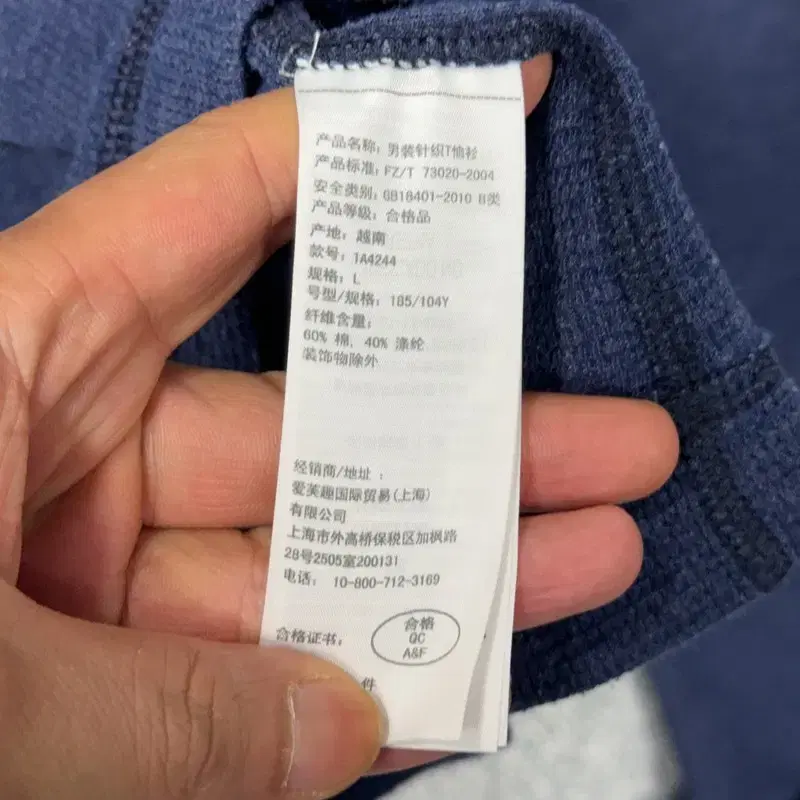 产品名称：男装针织T恤衫
产品标准：FZ/T 73020-2004
安全类别：GB18401-2010 B类
产品等级：合格品
产地：越南
款号：1A4244
规格：L
号型/规格：185/104Y
纤维含量：
60% 棉, 40% 涤纶
装饰物除外
经销商/地址：
爱芙趣国际贸易(上海)
有限公司
上海市外高桥保税区加枫路
28号2505室200131
电话： 10-800-712-3169
合格证书：
合格
QC
A&F
件